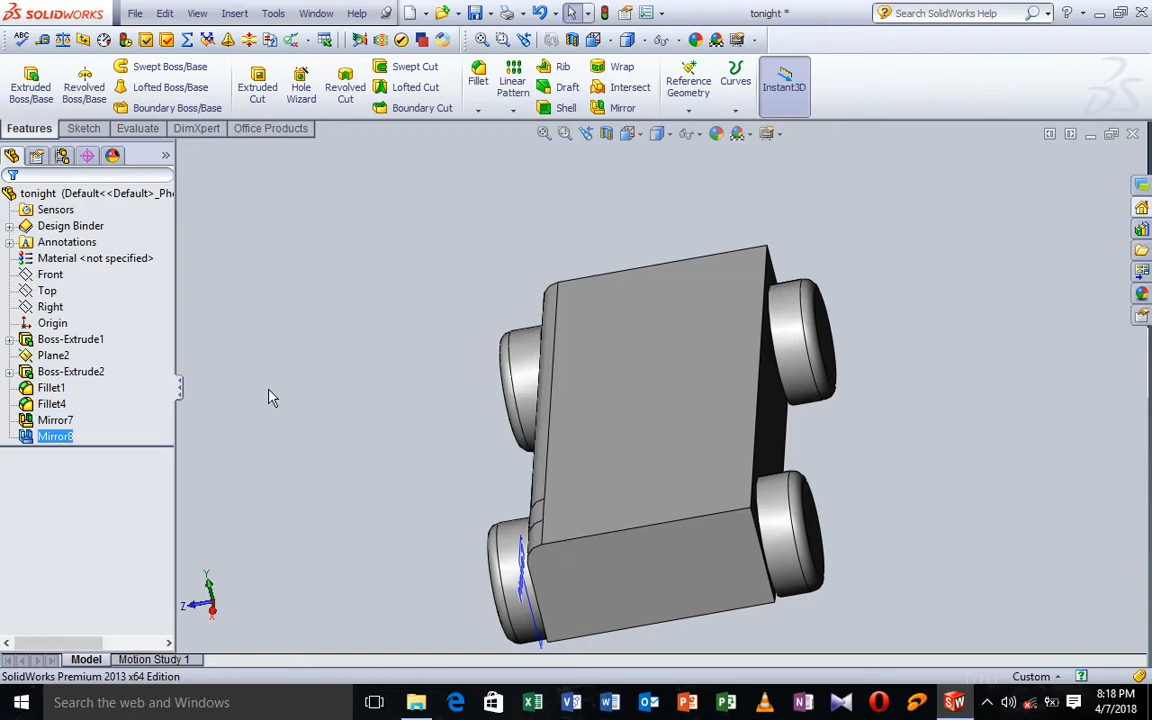 SOLIDWORKS File Edit View Insert Tools Window Help tonight * Search SolidWorks Help
Extruded Boss/Base
Revolved Boss/Base
Swept Boss/Base
Lofted Boss/Base
Boundary Boss/Base
Extruded Cut
Hole Wizard
Revolved Cut
Swept Cut
Lofted Cut
Boundary Cut
Fillet
Linear Pattern
Rib
Draft
Shell
Wrap
Intersect
Mirror
Reference Geometry
Curves
Instant3D
Features Sketch Evaluate DimXpert Office Products
tonight (Default<<Default>_Pho
Sensors
Design Binder
Annotations
Material <not specified>
Front
Top
Right
Origin
Boss-Extrude1
Plane2
Boss-Extrude2
Fillet1
Fillet4
Mirror7
Mirror8
Y
Z
X
Model Motion Study 1
SolidWorks Premium 2013 x64 Edition Custom
Search the web and Windows
8:18 PM
4/7/2018